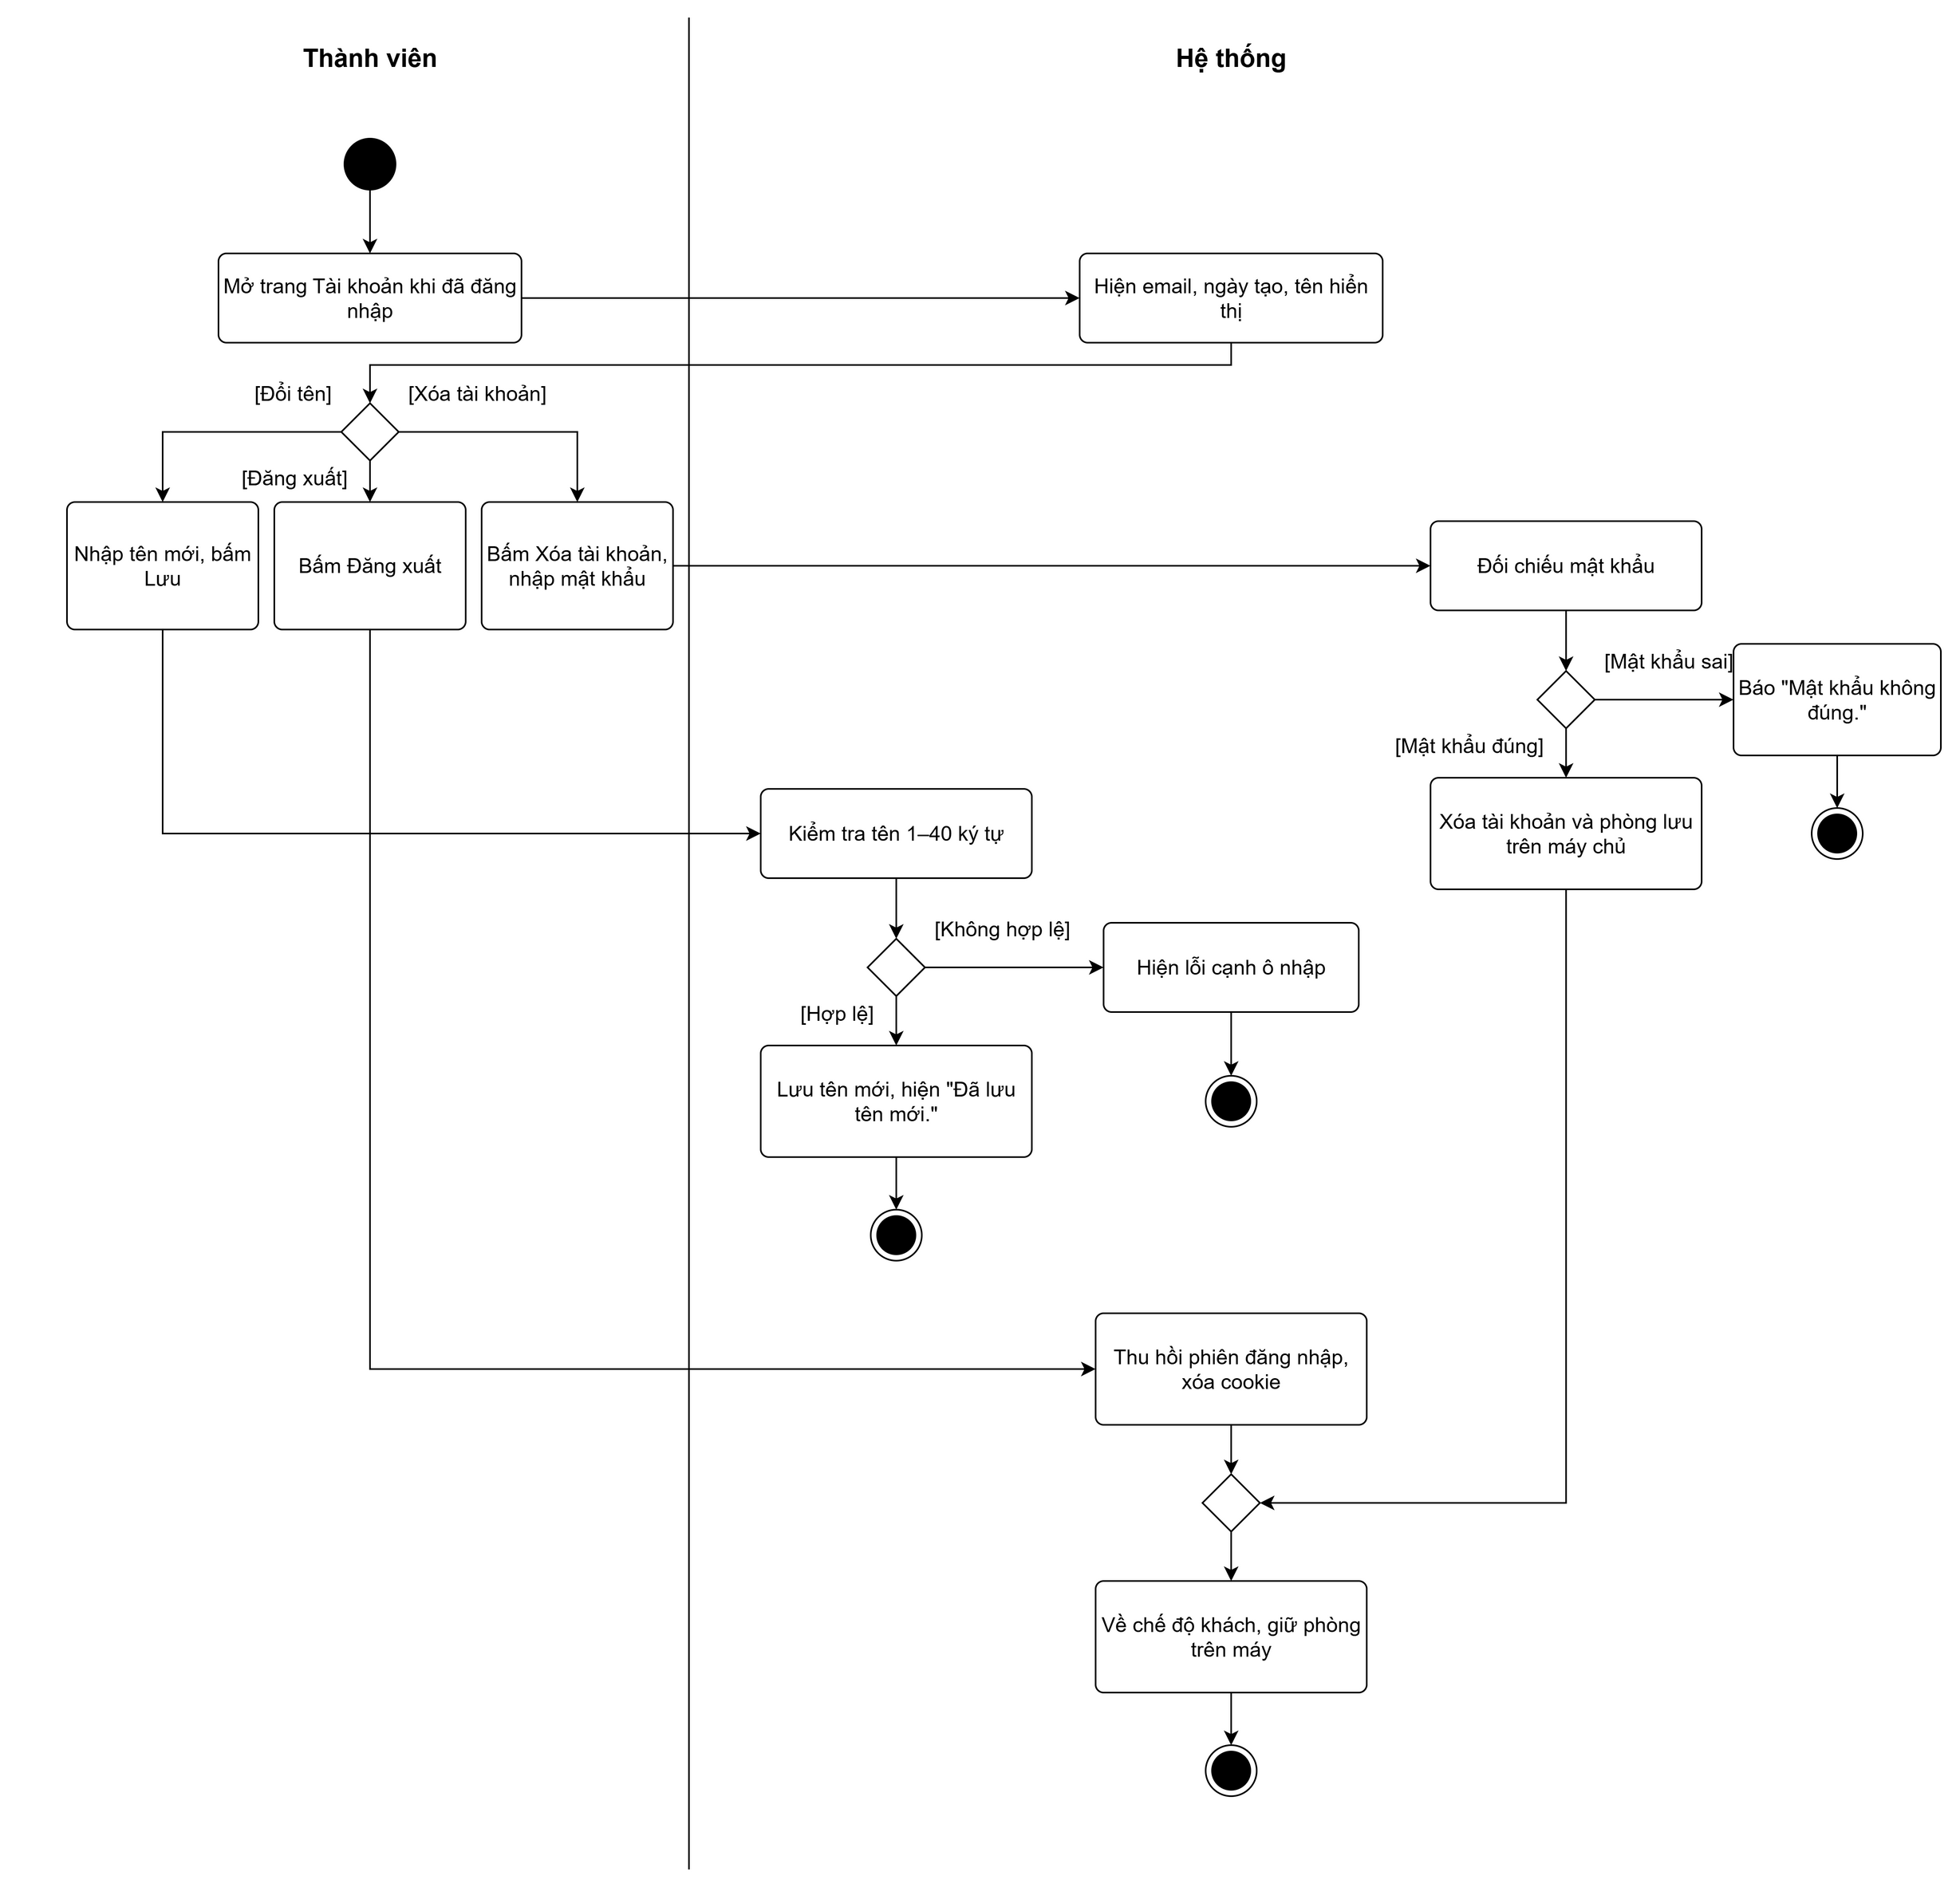 Thành viên
Hệ thống
Mở trang Tài khoản khi đã đăng
nhập
Hiện email, ngày tạo, tên hiển
thị
[Đổi tên]
[Xóa tài khoản]
[Đăng xuất]
Nhập tên mới, bấm
Lưu
Bấm Đăng xuất
Bấm Xóa tài khoản,
nhập mật khẩu
Đối chiếu mật khẩu
[Mật khẩu sai]
Báo "Mật khẩu không
đúng."
[Mật khẩu đúng]
Xóa tài khoản và phòng lưu
trên máy chủ
Kiểm tra tên 1–40 ký tự
[Không hợp lệ]
Hiện lỗi cạnh ô nhập
[Hợp lệ]
Lưu tên mới, hiện "Đã lưu
tên mới."
Thu hồi phiên đăng nhập,
xóa cookie
Về chế độ khách, giữ phòng
trên máy